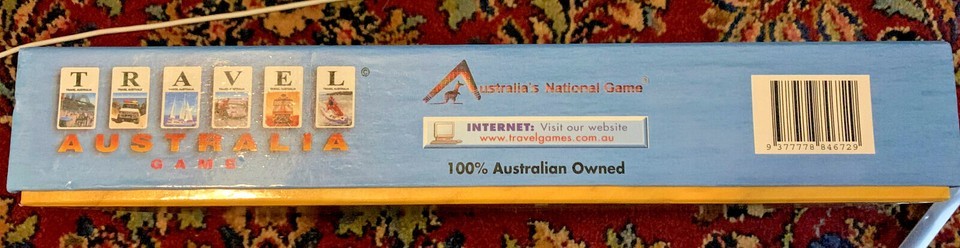 TRAVEL ©
AUSTRALIA
GAME
Australia's National Game®
INTERNET: Visit our website
www.travelgames.com.au
100% Australian Owned
9 377778 846729